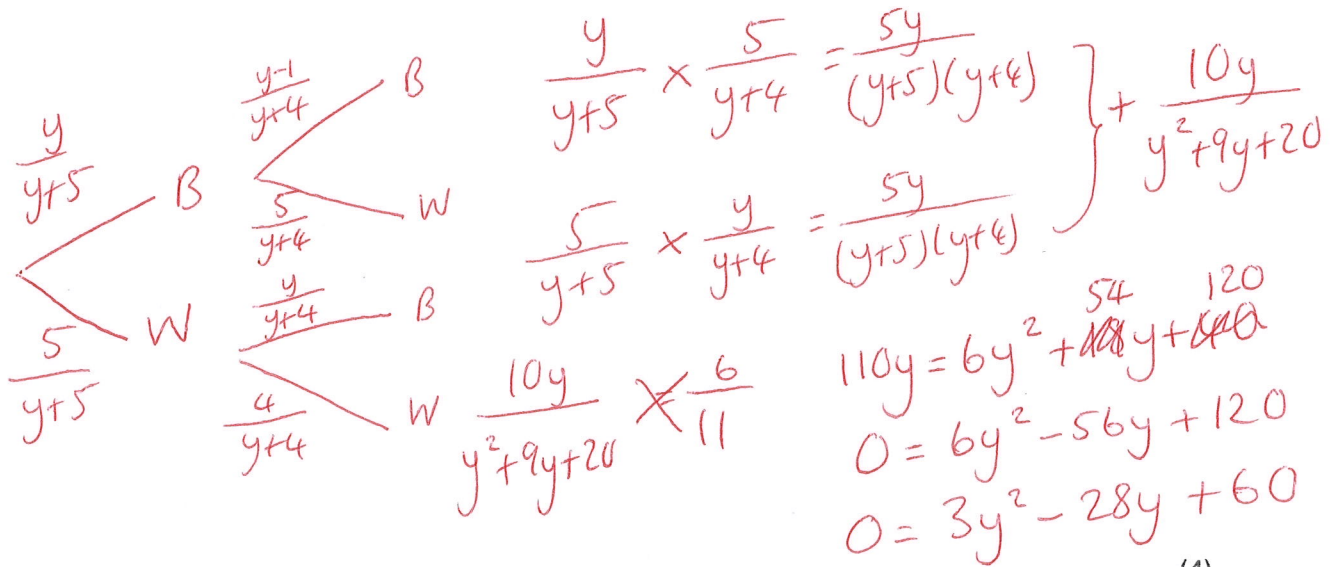 y/(y+5) B
5/(y+5) W
(y-1)/(y+4) B
5/(y+4) W
y/(y+4) B
4/(y+4) W
y/(y+5) × 5/(y+4) = 5y/((y+5)(y+4))
5/(y+5) × y/(y+4) = 5y/((y+5)(y+4))
} + 10y/(y²+9y+20)
10y/(y²+9y+20) = 6/11
110y = 6y² + 54y + 120
0 = 6y² - 56y + 120
0 = 3y² - 28y + 60